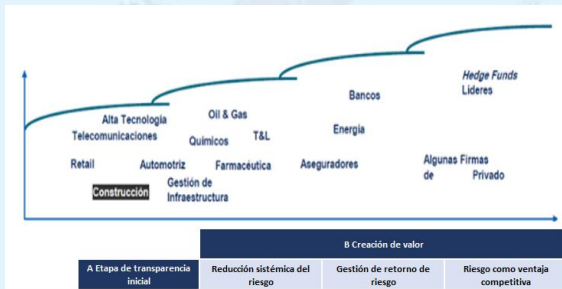 Hedge Funds
Líderes
Bancos
Alta Tecnología
Oil & Gas
Telecomunicaciones
Químicos
T&L
Energía
Retail
Automotriz
Farmacéutica
Aseguradores
Algunas Firmas
de Privado
Construcción
Gestión de
Infraestructura
B Creación de valor
A Etapa de transparencia
inicial
Reducción sistémica del
riesgo
Gestión de retorno de
riesgo
Riesgo como ventaja
competitiva